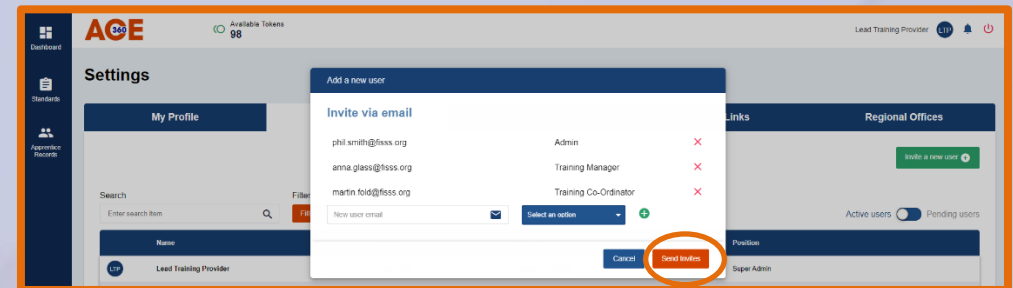 Dashboard
Standards
Apprentice
Records
ACE
360
Available Tokens
98
Lead Training Provider LTP
Settings
My Profile
Links
Regional Offices
Invite a new user
Search
Enter search item
Active users
Pending users
Name
Position
LTP Lead Training Provider
Super Admin
Add a new user
Invite via email
phil.smith@fisss.org Admin
anna.glass@fisss.org Training Manager
martin.fold@fisss.org Training Co-Ordinator
New user email
Select an option
Cancel
Send Invites